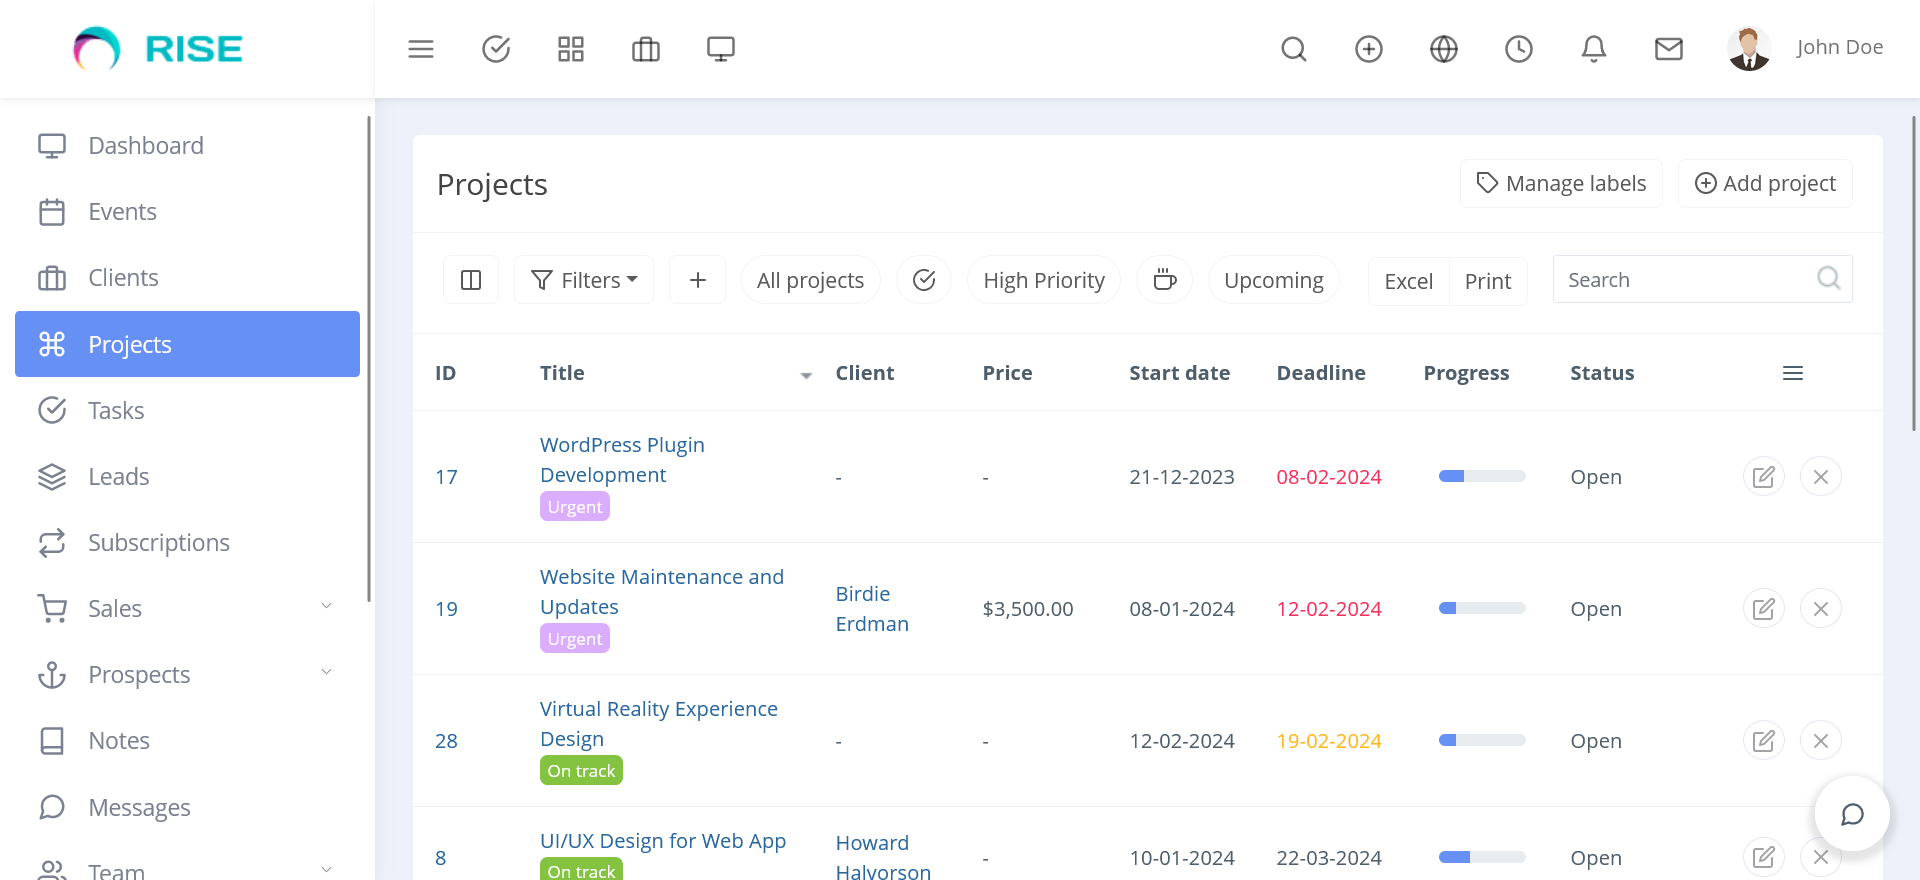 RISE
John Doe
Dashboard
Events
Clients
Projects
Tasks
Leads
Subscriptions
Sales
Prospects
Notes
Messages
Team
Projects
Manage labels
Add project
Filters
All projects
High Priority
Upcoming
Excel
Print
Search
ID Title Client Price Start date Deadline Progress Status
WordPress Plugin
17 Development - - 21-12-2023 08-02-2024 Open
Urgent
Website Maintenance and
19 Updates Birdie Erdman $3,500.00 08-01-2024 12-02-2024 Open
Urgent
Virtual Reality Experience
28 Design - - 12-02-2024 19-02-2024 Open
On track
UI/UX Design for Web App
8 Howard Halvorson - 10-01-2024 22-03-2024 Open
On track